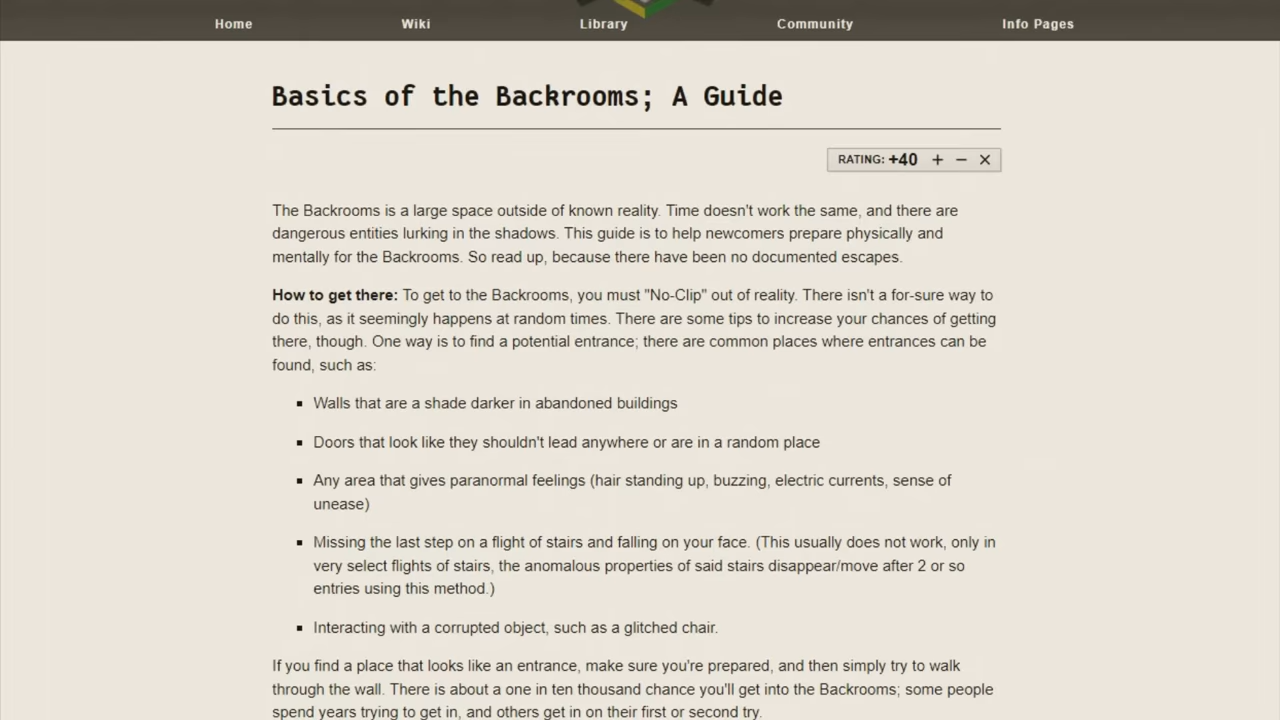 Home Wiki Library Community Info Pages
Basics of the Backrooms; A Guide
RATING: +40 + − ×
The Backrooms is a large space outside of known reality. Time doesn't work the same, and there are
dangerous entities lurking in the shadows. This guide is to help newcomers prepare physically and
mentally for the Backrooms. So read up, because there have been no documented escapes.
How to get there: To get to the Backrooms, you must "No-Clip" out of reality. There isn't a for-sure way to
do this, as it seemingly happens at random times. There are some tips to increase your chances of getting
there, though. One way is to find a potential entrance; there are common places where entrances can be
found, such as:
▪ Walls that are a shade darker in abandoned buildings
▪ Doors that look like they shouldn't lead anywhere or are in a random place
▪ Any area that gives paranormal feelings (hair standing up, buzzing, electric currents, sense of
unease)
▪ Missing the last step on a flight of stairs and falling on your face. (This usually does not work, only in
very select flights of stairs, the anomalous properties of said stairs disappear/move after 2 or so
entries using this method.)
▪ Interacting with a corrupted object, such as a glitched chair.
If you find a place that looks like an entrance, make sure you're prepared, and then simply try to walk
through the wall. There is about a one in ten thousand chance you'll get into the Backrooms; some people
spend years trying to get in, and others get in on their first or second try.